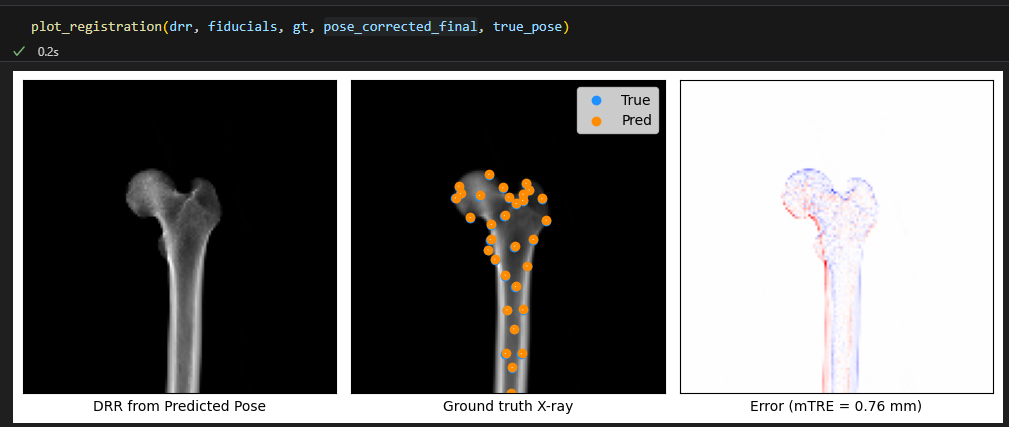 plot_registration(drr, fiducials, gt, pose_corrected_final, true_pose)
0.2s
True
Pred
DRR from Predicted Pose
Ground truth X-ray
Error (mTRE = 0.76 mm)